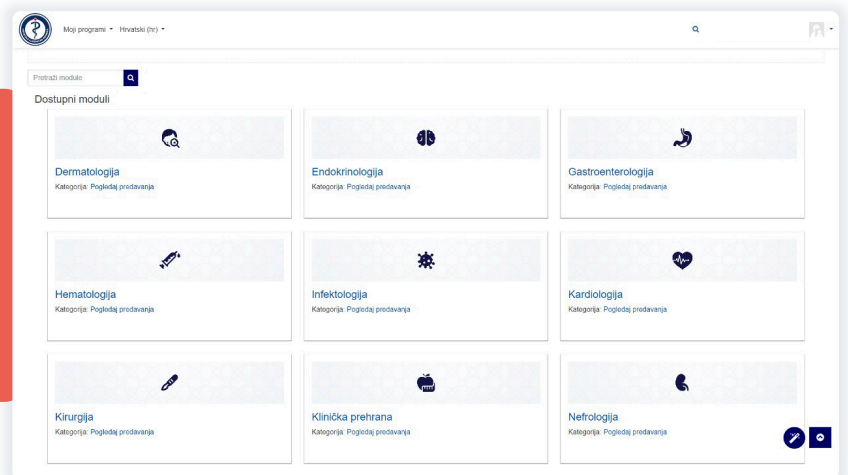 Moji programi
Hrvatski (hr)
Pretraži module
Dostupni moduli
Dermatologija
Kategorija: Pogledaj predavanja
Endokrinologija
Kategorija: Pogledaj predavanja
Gastroenterologija
Kategorija: Pogledaj predavanja
Hematologija
Kategorija: Pogledaj predavanja
Infektologija
Kategorija: Pogledaj predavanja
Kardiologija
Kategorija: Pogledaj predavanja
Kirurgija
Kategorija: Pogledaj predavanja
Klinička prehrana
Kategorija: Pogledaj predavanja
Nefrologija
Kategorija: Pogledaj predavanja